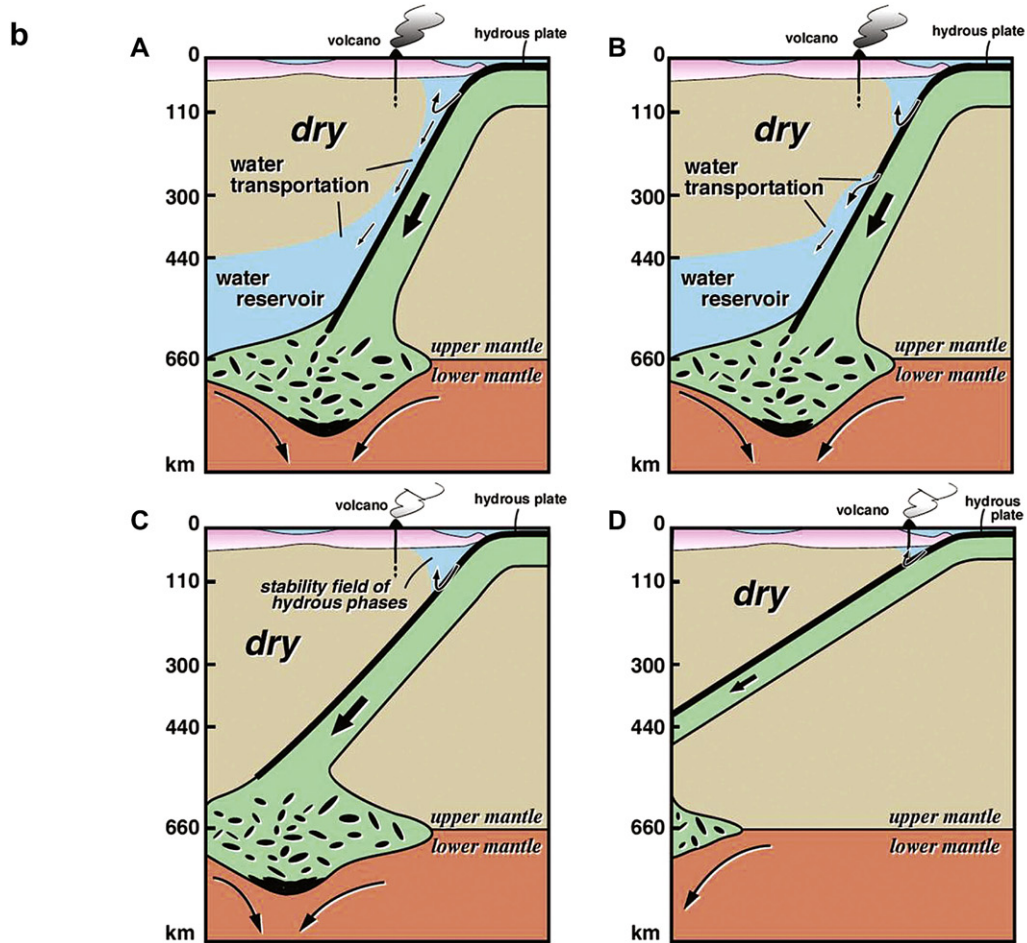 b
A
volcano
hydrous plate
0
110
300
440
660
km
dry
water
transportation
water
reservoir
upper mantle
lower mantle
B
volcano
hydrous plate
0
110
300
440
660
km
dry
water
transportation
water
reservoir
upper mantle
lower mantle
C
volcano
hydrous plate
0
110
300
440
660
km
stability field of
hydrous phases
dry
upper mantle
lower mantle
D
volcano
hydrous
plate
0
110
300
440
660
km
dry
upper mantle
lower mantle